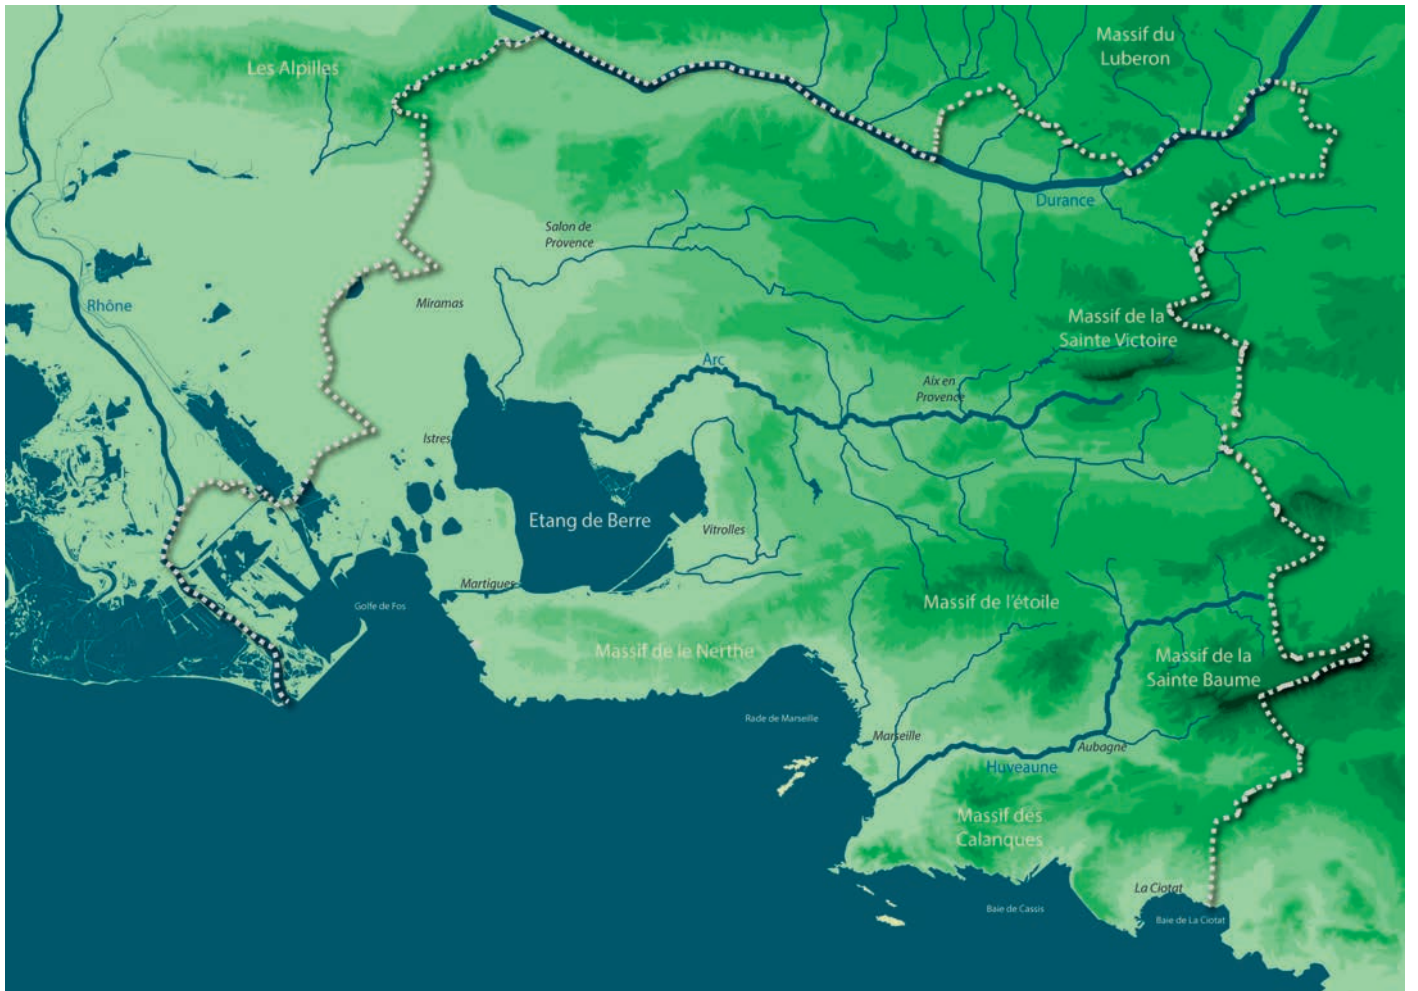 Massif du
Luberon
Les Alpilles
Durance
Salon de
Provence
Rhône
Miramas
Massif de la
Sainte Victoire
Arc
Aix en
Provence
Istres
Etang de Berre
Vitrolles
Martigues
Golfe de Fos
Massif de l'étoile
Massif de le Nerthe
Massif de la
Sainte Baume
Rade de Marseille
Marseille
Aubagne
Huveaune
Massif des
Calanques
La Ciotat
Baie de Cassis
Baie de La Ciotat